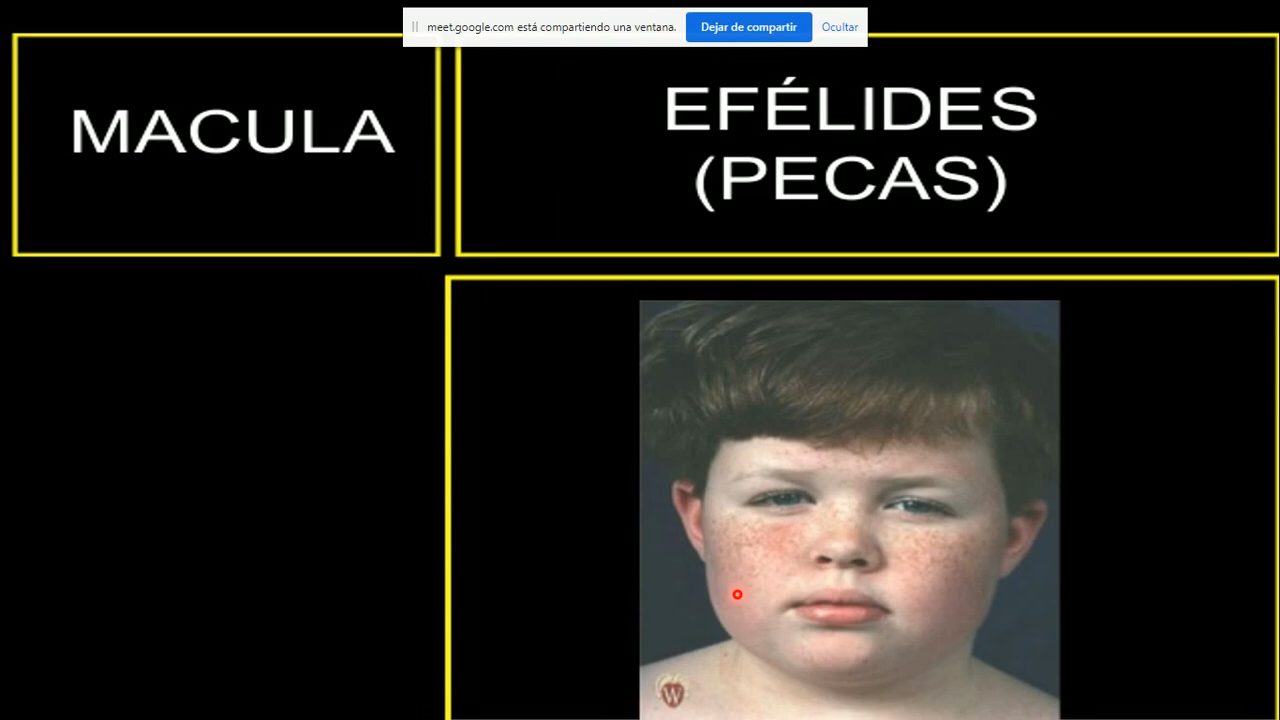 meet.google.com está compartiendo una ventana.
Dejar de compartir
Ocultar
MACULA
EFÉLIDES
(PECAS)
W